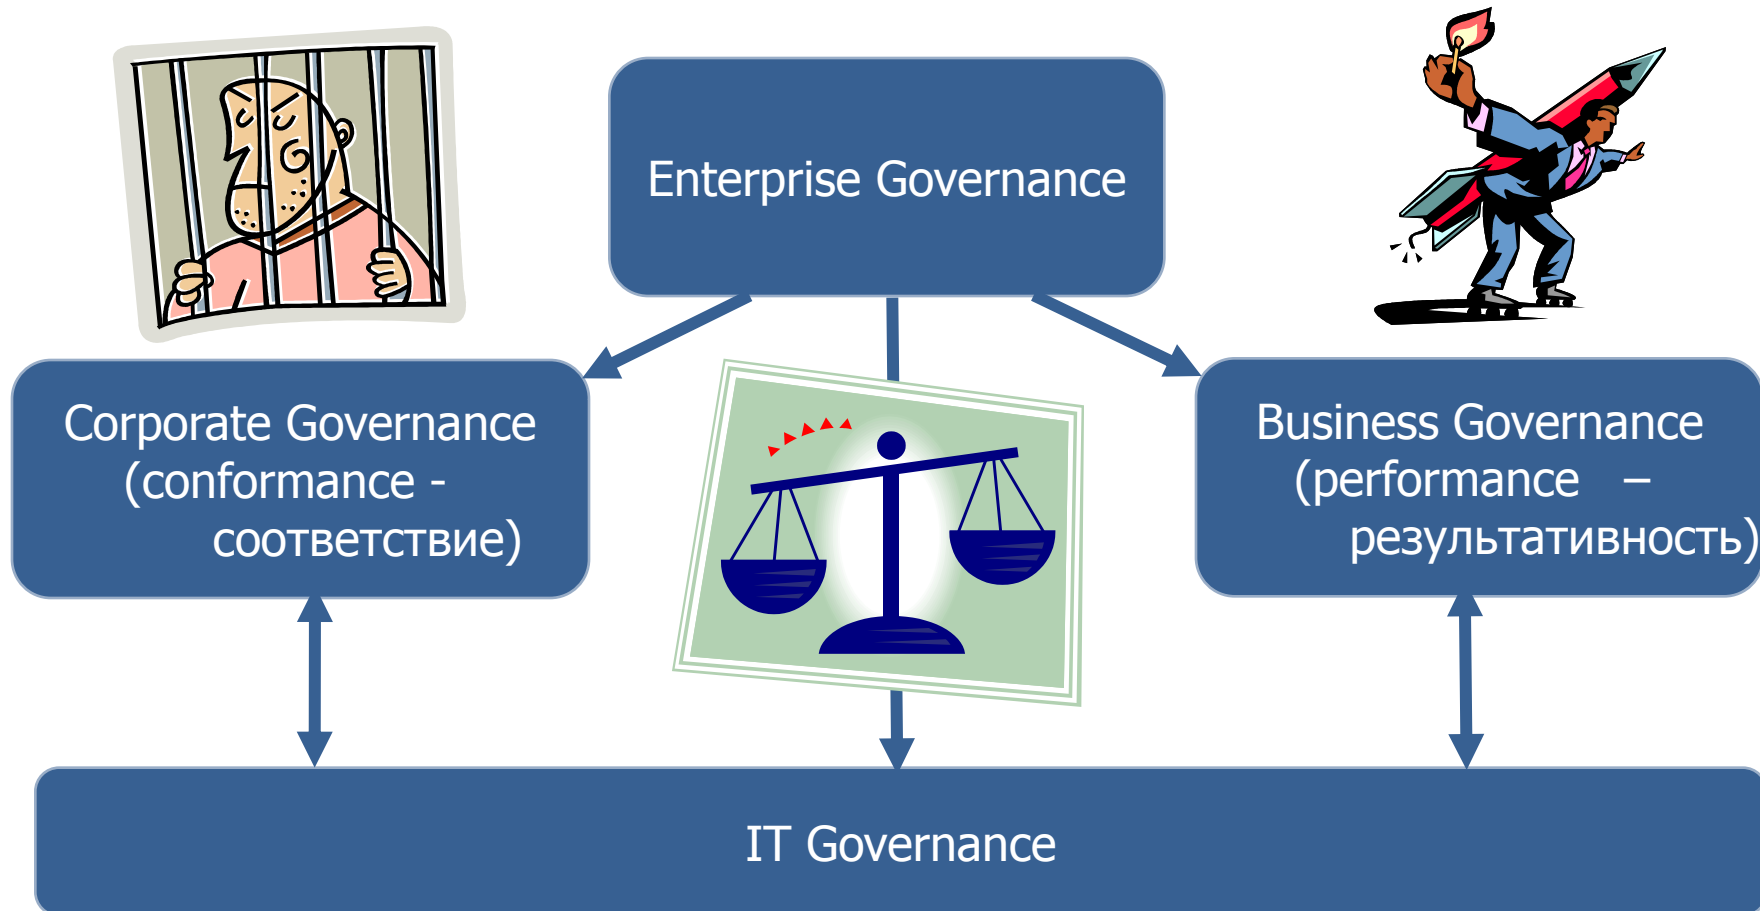 Enterprise Governance
Corporate Governance
(conformance -
соответствие)
Business Governance
(performance –
результативность)
IT Governance